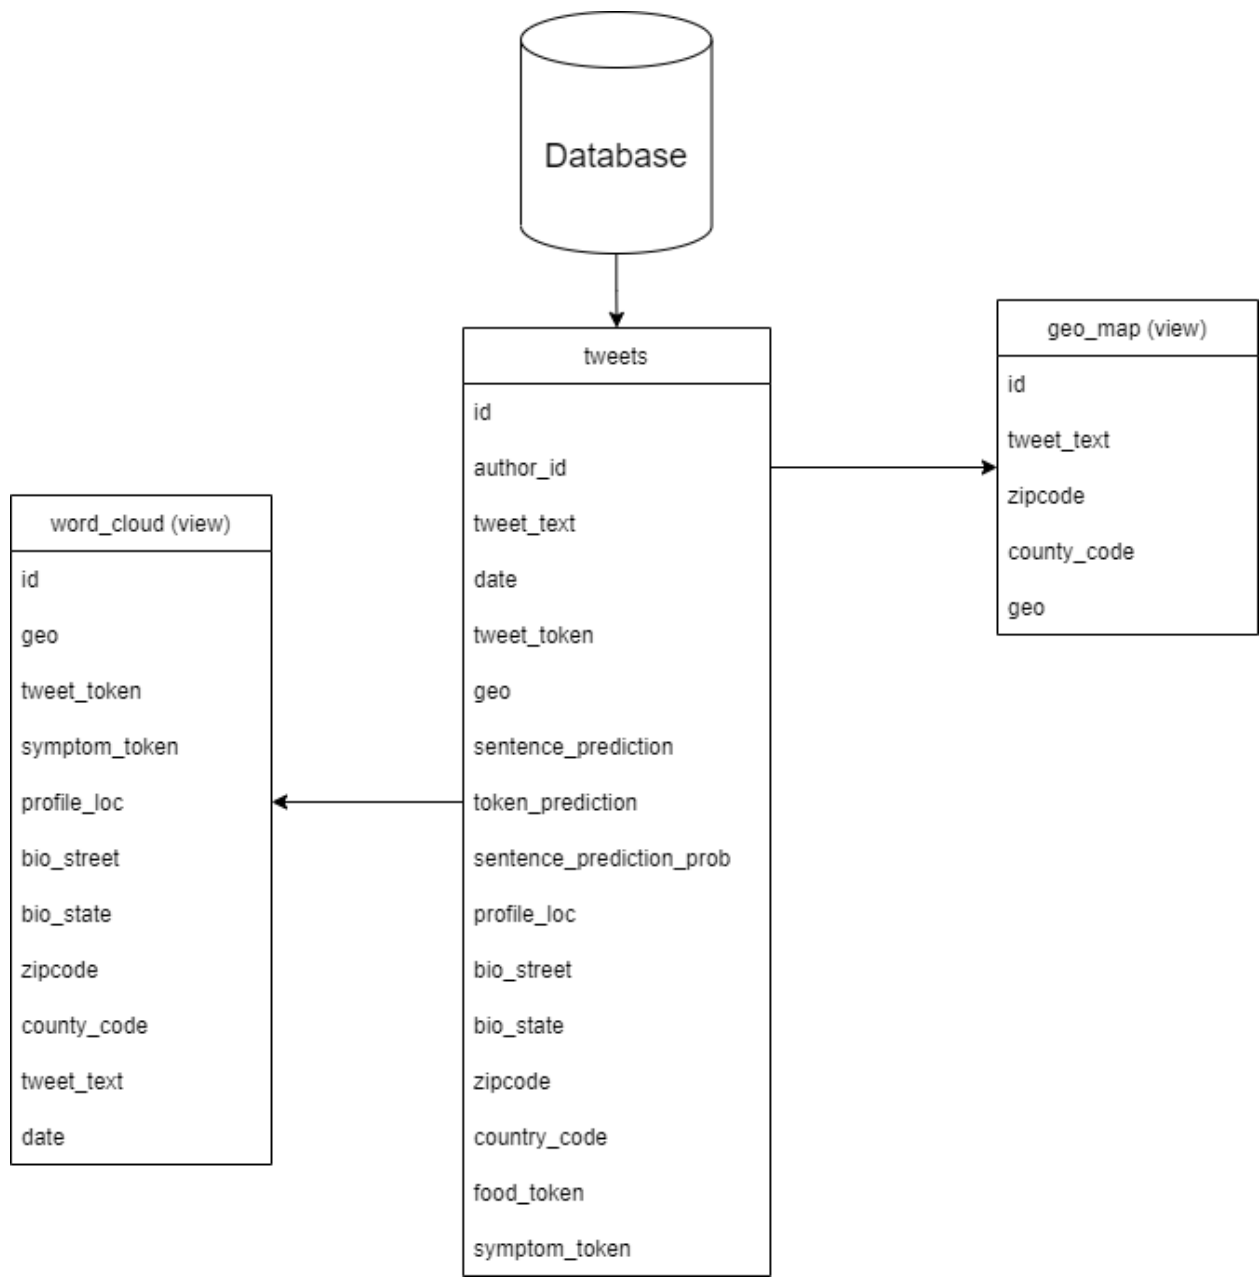 Database
tweets
id
author_id
tweet_text
date
tweet_token
geo
sentence_prediction
token_prediction
sentence_prediction_prob
profile_loc
bio_street
bio_state
zipcode
country_code
food_token
symptom_token
geo_map (view)
id
tweet_text
zipcode
county_code
geo
word_cloud (view)
id
geo
tweet_token
symptom_token
profile_loc
bio_street
bio_state
zipcode
county_code
tweet_text
date